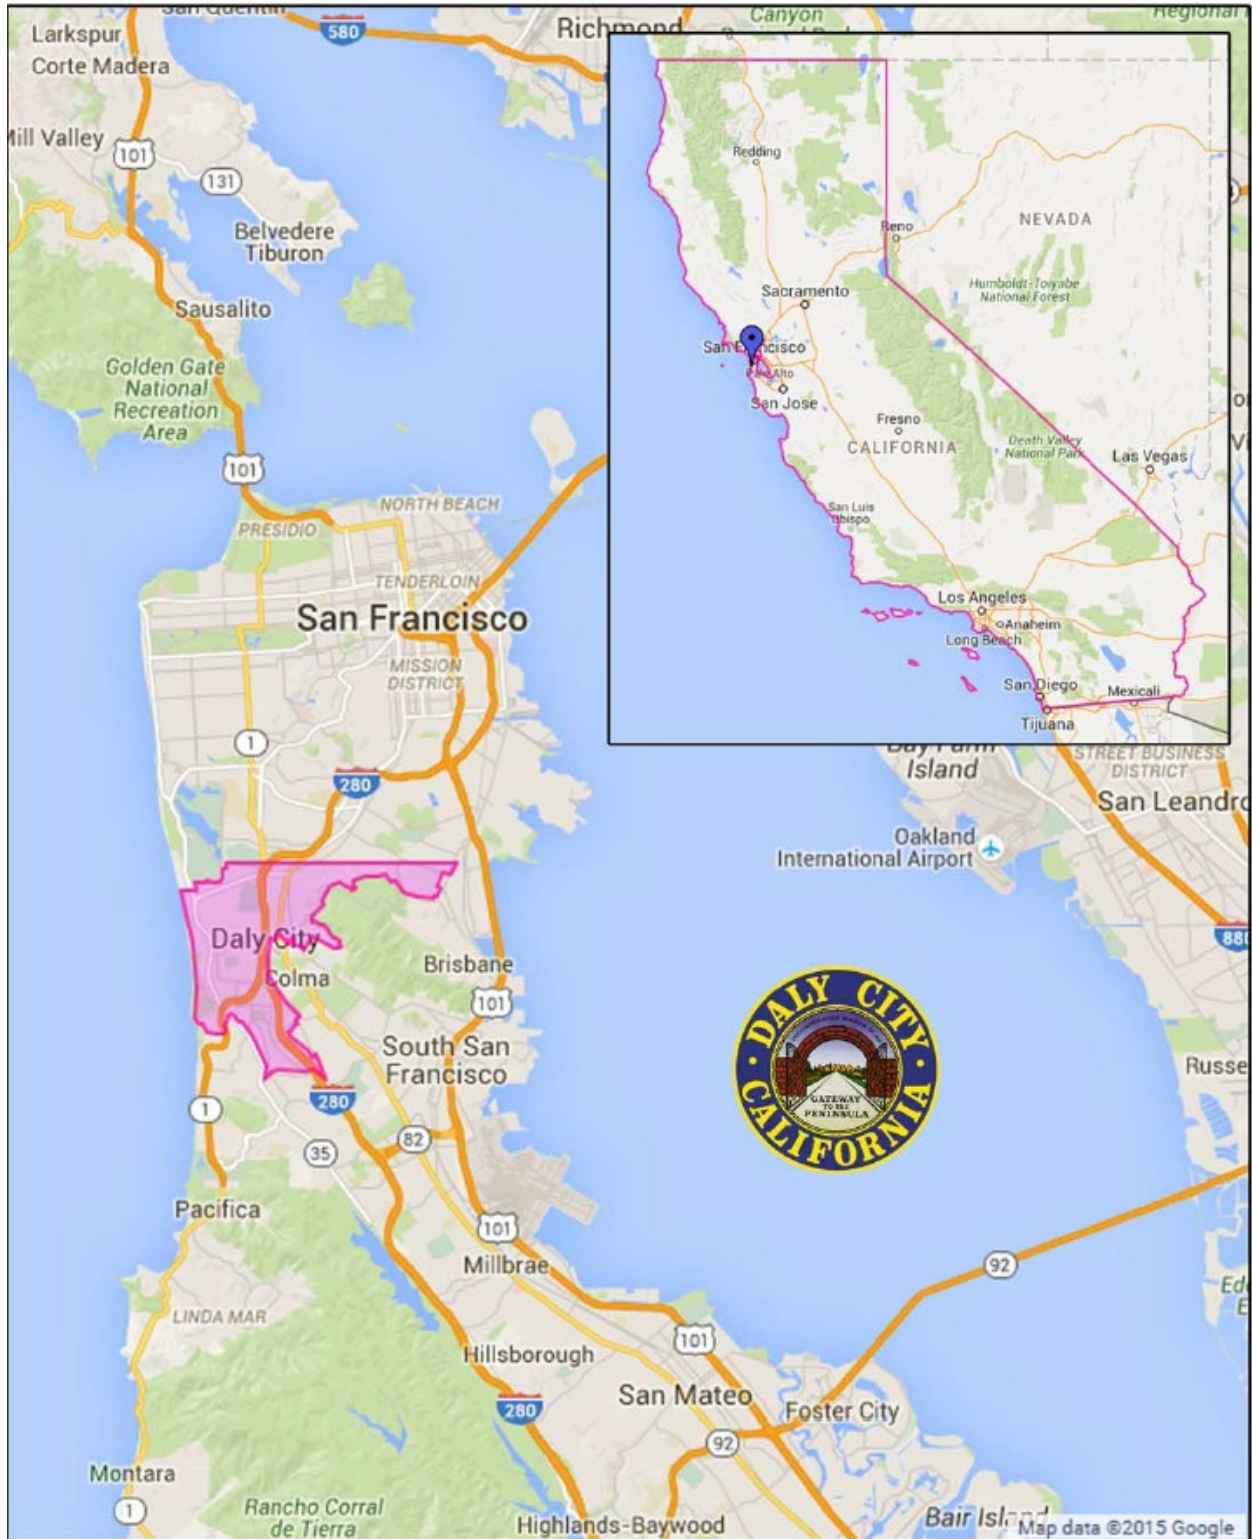 San Quentin
580
Richmond
Canyon
Larkspur
Corte Madera
Mill Valley
101
131
Belvedere
Tiburon
Sausalito
Golden Gate
National
Recreation
Area
101
NORTH BEACH
PRESIDIO
TENDERLOIN
San Francisco
MISSION
DISTRICT
1
280
Daly City
Colma
Brisbane
101
South San
Francisco
280
1
82
35
Pacifica
101
Millbrae
LINDA MAR
101
Hillsborough
San Mateo
280
Foster City
92
92
Montara
1
Rancho Corral
de Tierra
Highlands-Baywood
Bair Island
Redding
Reno
NEVADA
Humboldt-Toiyabe
National Forest
Sacramento
San Francisco
Palo Alto
San Jose
Fresno
CALIFORNIA
Death Valley
National Park
Las Vegas
San Luis
Obispo
Los Angeles
Anaheim
Long Beach
San Diego
Mexicali
Tijuana
Bay Farm
Island
STREET BUSINESS
DISTRICT
San Leandro
Oakland
International Airport
880
DALY CITY
CALIFORNIA
GATEWAY
TO THE
PENINSULA
Russe
Map data ©2015 Google